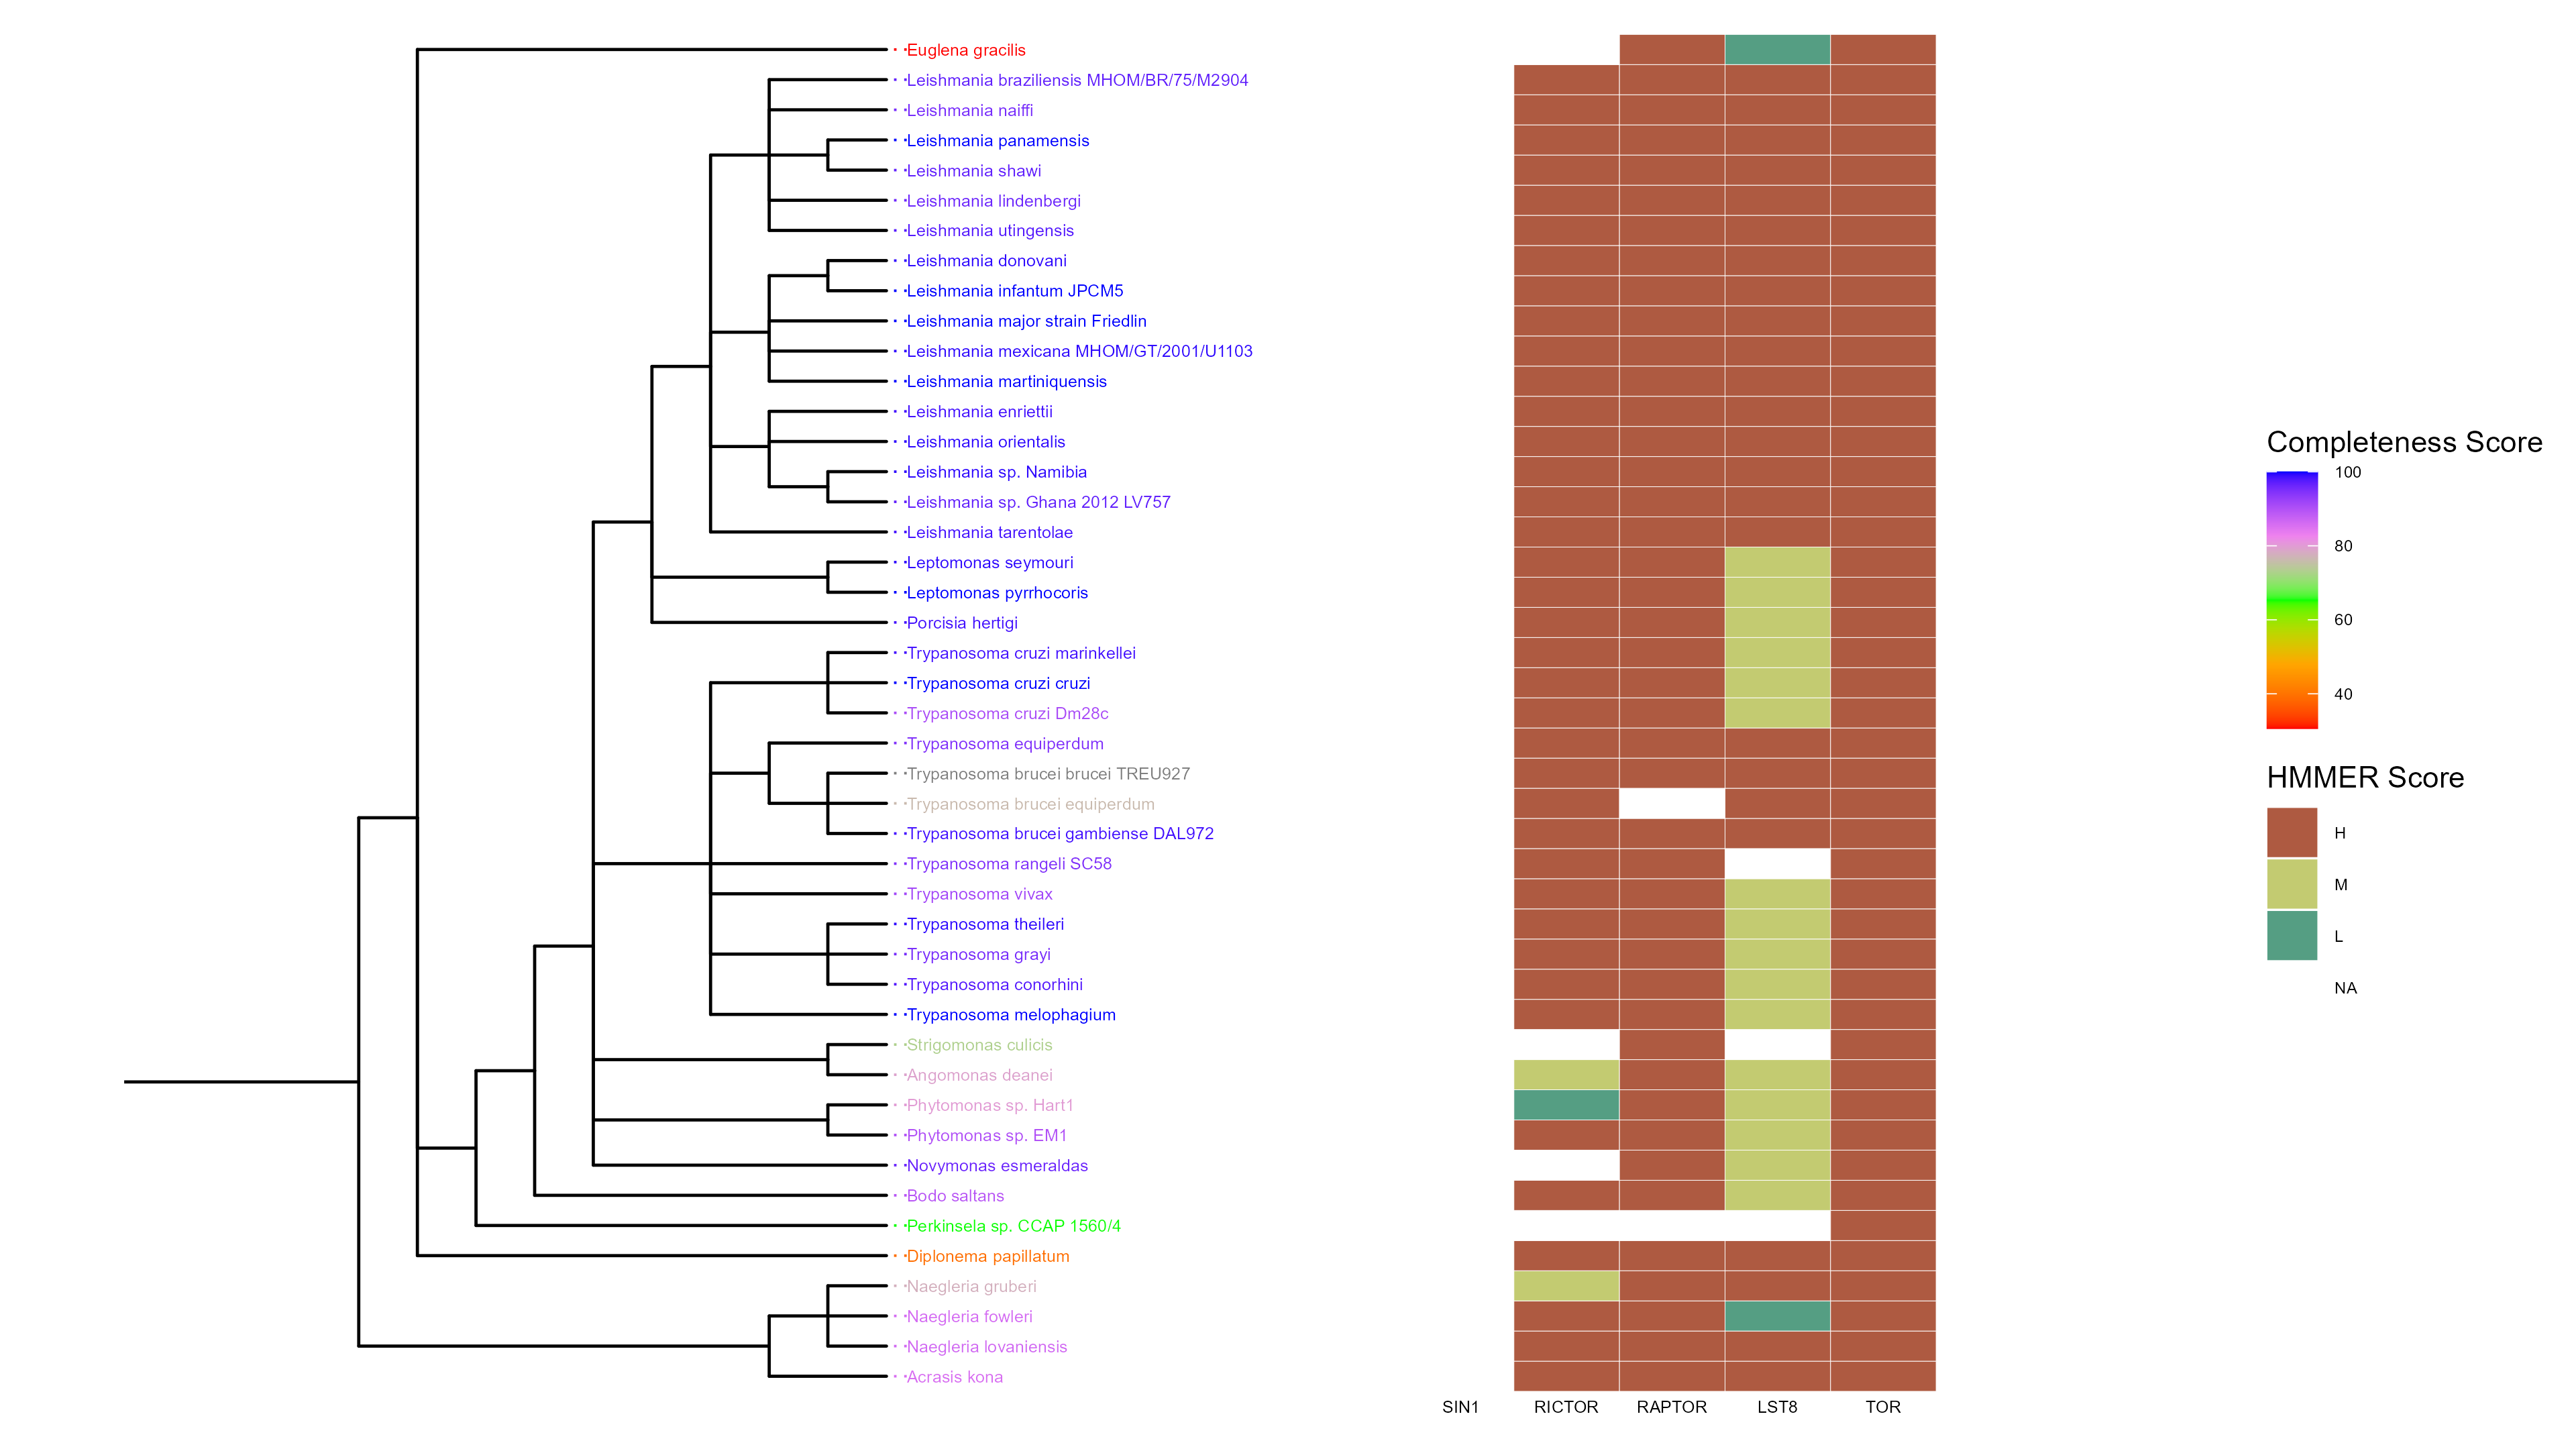 Euglena gracilis
Leishmania braziliensis MHOM/BR/75/M2904
Leishmania naiffi
Leishmania panamensis
Leishmania shawi
Leishmania lindenbergi
Leishmania utingensis
Leishmania donovani
Leishmania infantum JPCM5
Leishmania major strain Friedlin
Leishmania mexicana MHOM/GT/2001/U1103
Leishmania martiniquensis
Leishmania enriettii
Leishmania orientalis
Leishmania sp. Namibia
Leishmania sp. Ghana 2012 LV757
Leishmania tarentolae
Leptomonas seymouri
Leptomonas pyrrhocoris
Porcisia hertigi
Trypanosoma cruzi marinkellei
Trypanosoma cruzi cruzi
Trypanosoma cruzi Dm28c
Trypanosoma equiperdum
Trypanosoma brucei brucei TREU927
Trypanosoma brucei equiperdum
Trypanosoma brucei gambiense DAL972
Trypanosoma rangeli SC58
Trypanosoma vivax
Trypanosoma theileri
Trypanosoma grayi
Trypanosoma conorhini
Trypanosoma melophagium
Strigomonas culicis
Angomonas deanei
Phytomonas sp. Hart1
Phytomonas sp. EM1
Novymonas esmeraldas
Bodo saltans
Perkinsela sp. CCAP 1560/4
Diplonema papillatum
Naegleria gruberi
Naegleria fowleri
Naegleria lovaniensis
Acrasis kona
SIN1 RICTOR RAPTOR LST8 TOR
Completeness Score
100
80
60
40
HMMER Score
H
M
L
NA